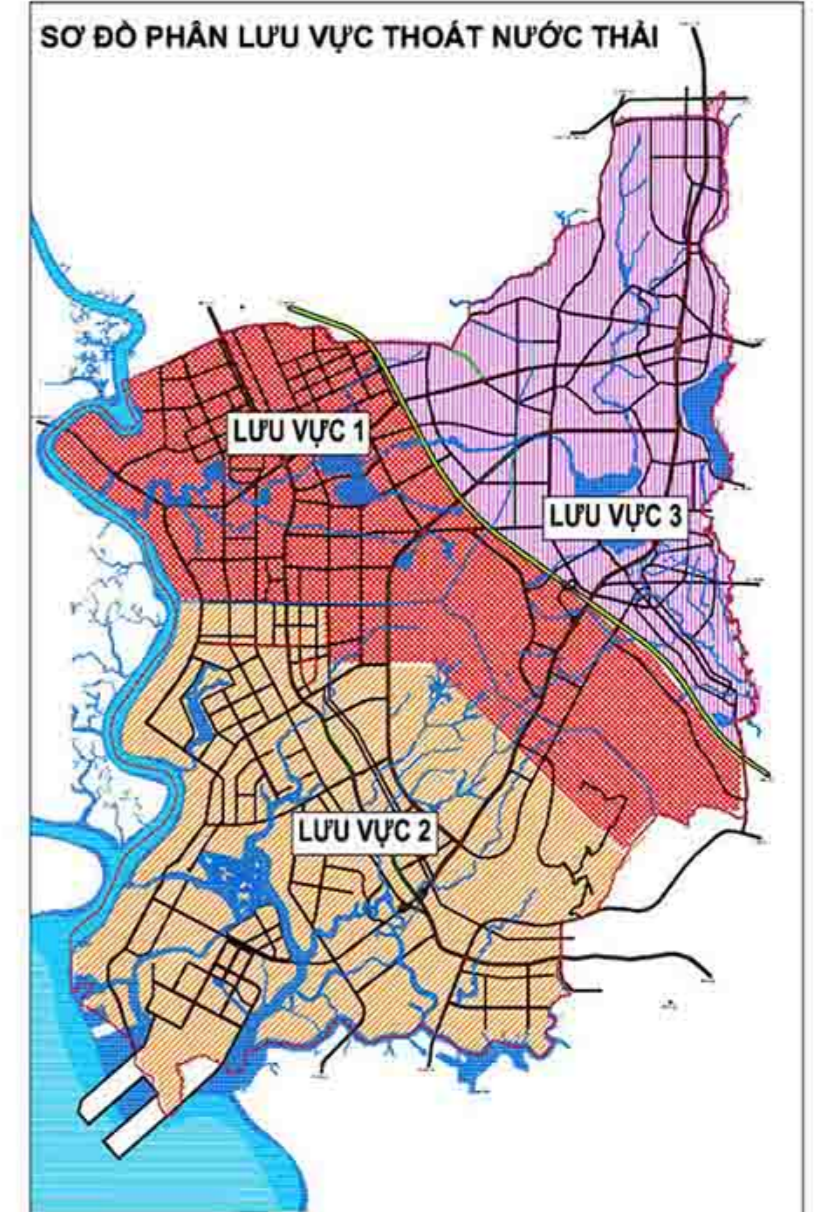 SƠ ĐỒ PHÂN LƯU VỰC THOÁT NƯỚC THẢI
LƯU VỰC 1
LƯU VỰC 3
LƯU VỰC 2